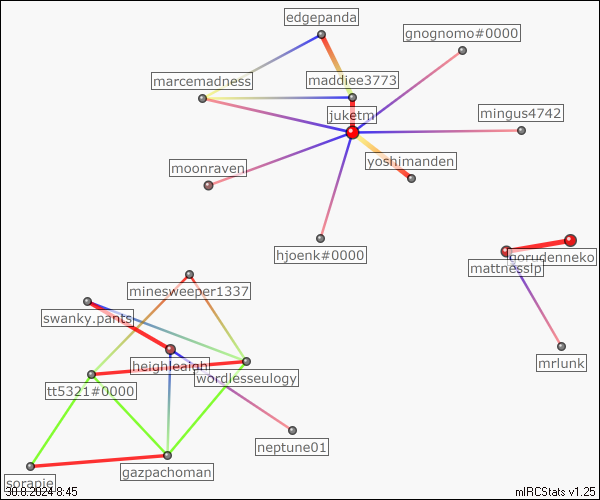 edgepanda
gnognomo#0000
marcemadness
maddiee3773
juketm
mingus4742
yoshimanden
moonraven
hjoenk#0000
gorudenneko
mattnesslp
minesweeper1337
swanky.pants
mrlunk
heighleaigh
wordlesseulogy
tt5321#0000
neptune01
gazpachoman
sorapie
30.8.2024 8:45
mIRCStats v1.25